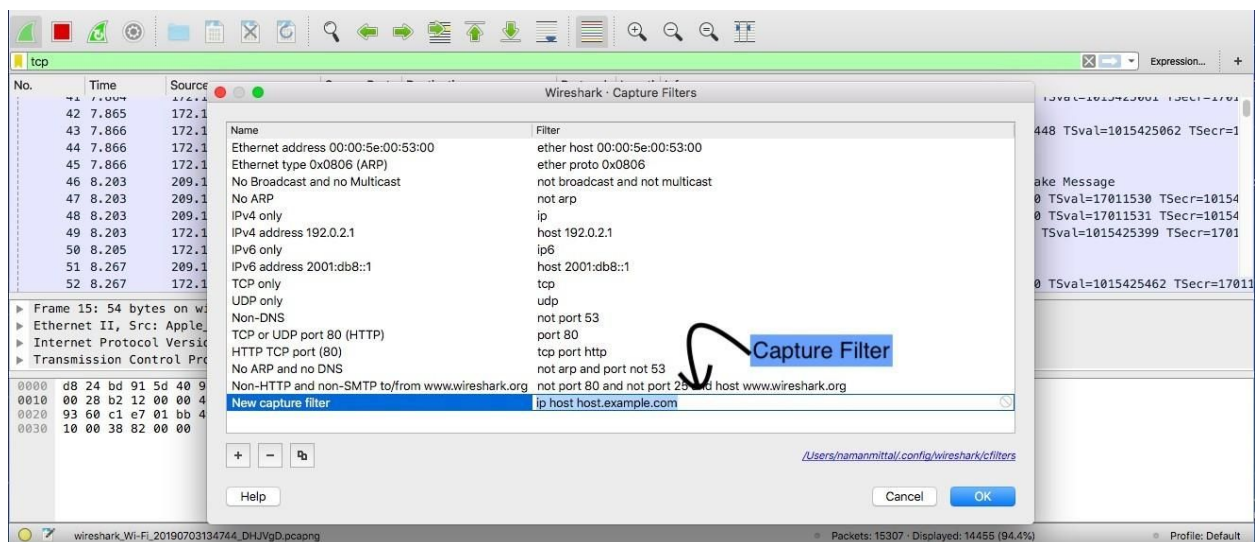 tcp
Expression... +
No. Time Source
42 7.865 172.1
43 7.866 172.1 448 TSval=1015425062 TSecr=1
44 7.866 172.1
45 7.866 172.1
46 8.203 209.1 ake Message
47 8.203 209.1 0 TSval=17011530 TSecr=10154
48 8.203 209.1 0 TSval=17011531 TSecr=10154
49 8.203 172.1 TSval=1015425399 TSecr=1701
50 8.205 172.1
51 8.267 209.1
52 8.267 172.1 0 TSval=1015425462 TSecr=17011
Frame 15: 54 bytes on wi
Ethernet II, Src: Apple_
Internet Protocol Versio
Transmission Control Pro
0000 d8 24 bd 91 5d 40 9
0010 00 28 b2 12 00 00 4
0020 93 60 c1 e7 01 bb 4
0030 10 00 38 82 00 00
Wireshark · Capture Filters
Name Filter
Ethernet address 00:00:5e:00:53:00 ether host 00:00:5e:00:53:00
Ethernet type 0x0806 (ARP) ether proto 0x0806
No Broadcast and no Multicast not broadcast and not multicast
No ARP not arp
IPv4 only ip
IPv4 address 192.0.2.1 host 192.0.2.1
IPv6 only ip6
IPv6 address 2001:db8::1 host 2001:db8::1
TCP only tcp
UDP only udp
Non-DNS not port 53
TCP or UDP port 80 (HTTP) port 80
HTTP TCP port (80) tcp port http
No ARP and no DNS not arp and port not 53
Non-HTTP and non-SMTP to/from www.wireshark.org not port 80 and not port 25 and host www.wireshark.org
New capture filter ip host host.example.com
Capture Filter
/Users/namanmittal/.config/wireshark/cfilters
Help Cancel OK
wireshark_Wi-Fi_20190703134744_DHJVgD.pcapng Packets: 15307 · Displayed: 14455 (94.4%) Profile: Default